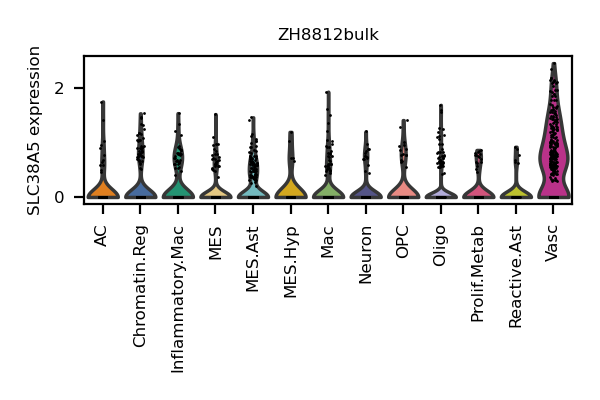 ZH8812bulk
SLC38A5 expression
2
0
AC
Chromatin.Reg
Inflammatory.Mac
MES
MES.Ast
MES.Hyp
Mac
Neuron
OPC
Oligo
Prolif.Metab
Reactive.Ast
Vasc